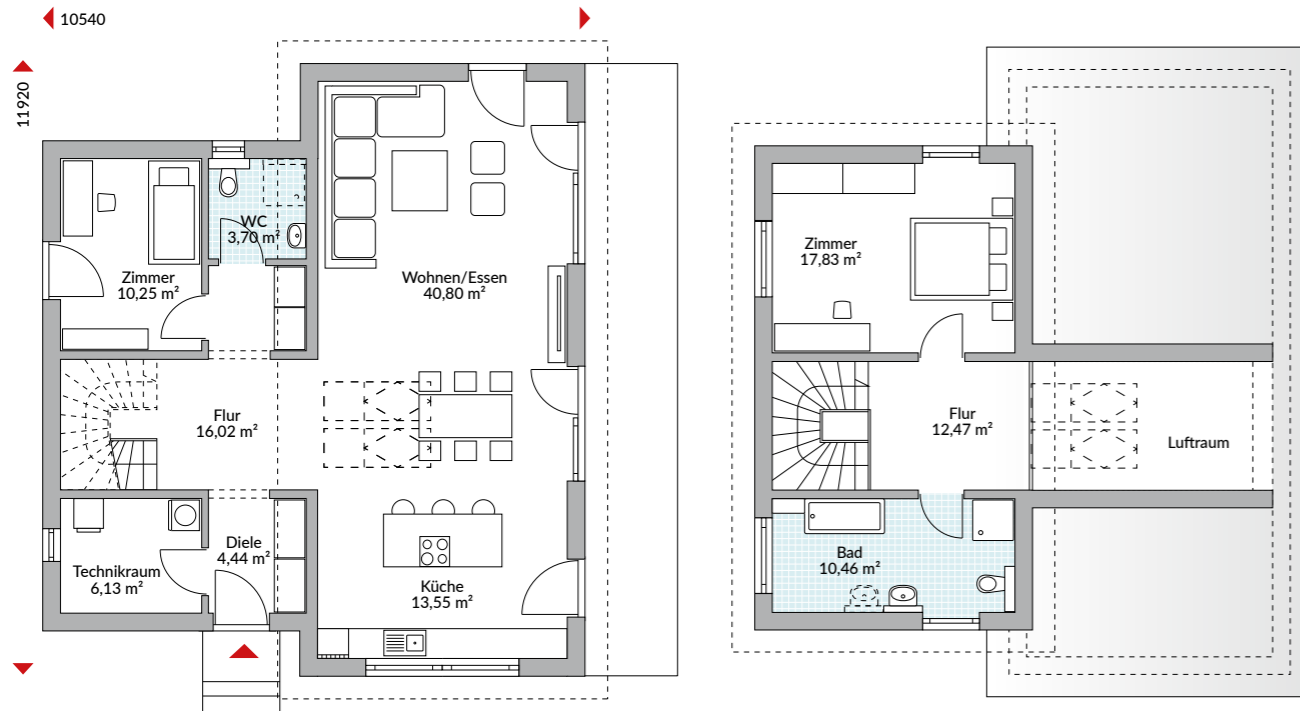 10540
11920
WC
3,70 m²
Zimmer
10,25 m²
Wohnen/Essen
40,80 m²
Flur
16,02 m²
Diele
4,44 m²
Technikraum
6,13 m²
Küche
13,55 m²
Zimmer
17,83 m²
Flur
12,47 m²
Luftraum
Bad
10,46 m²